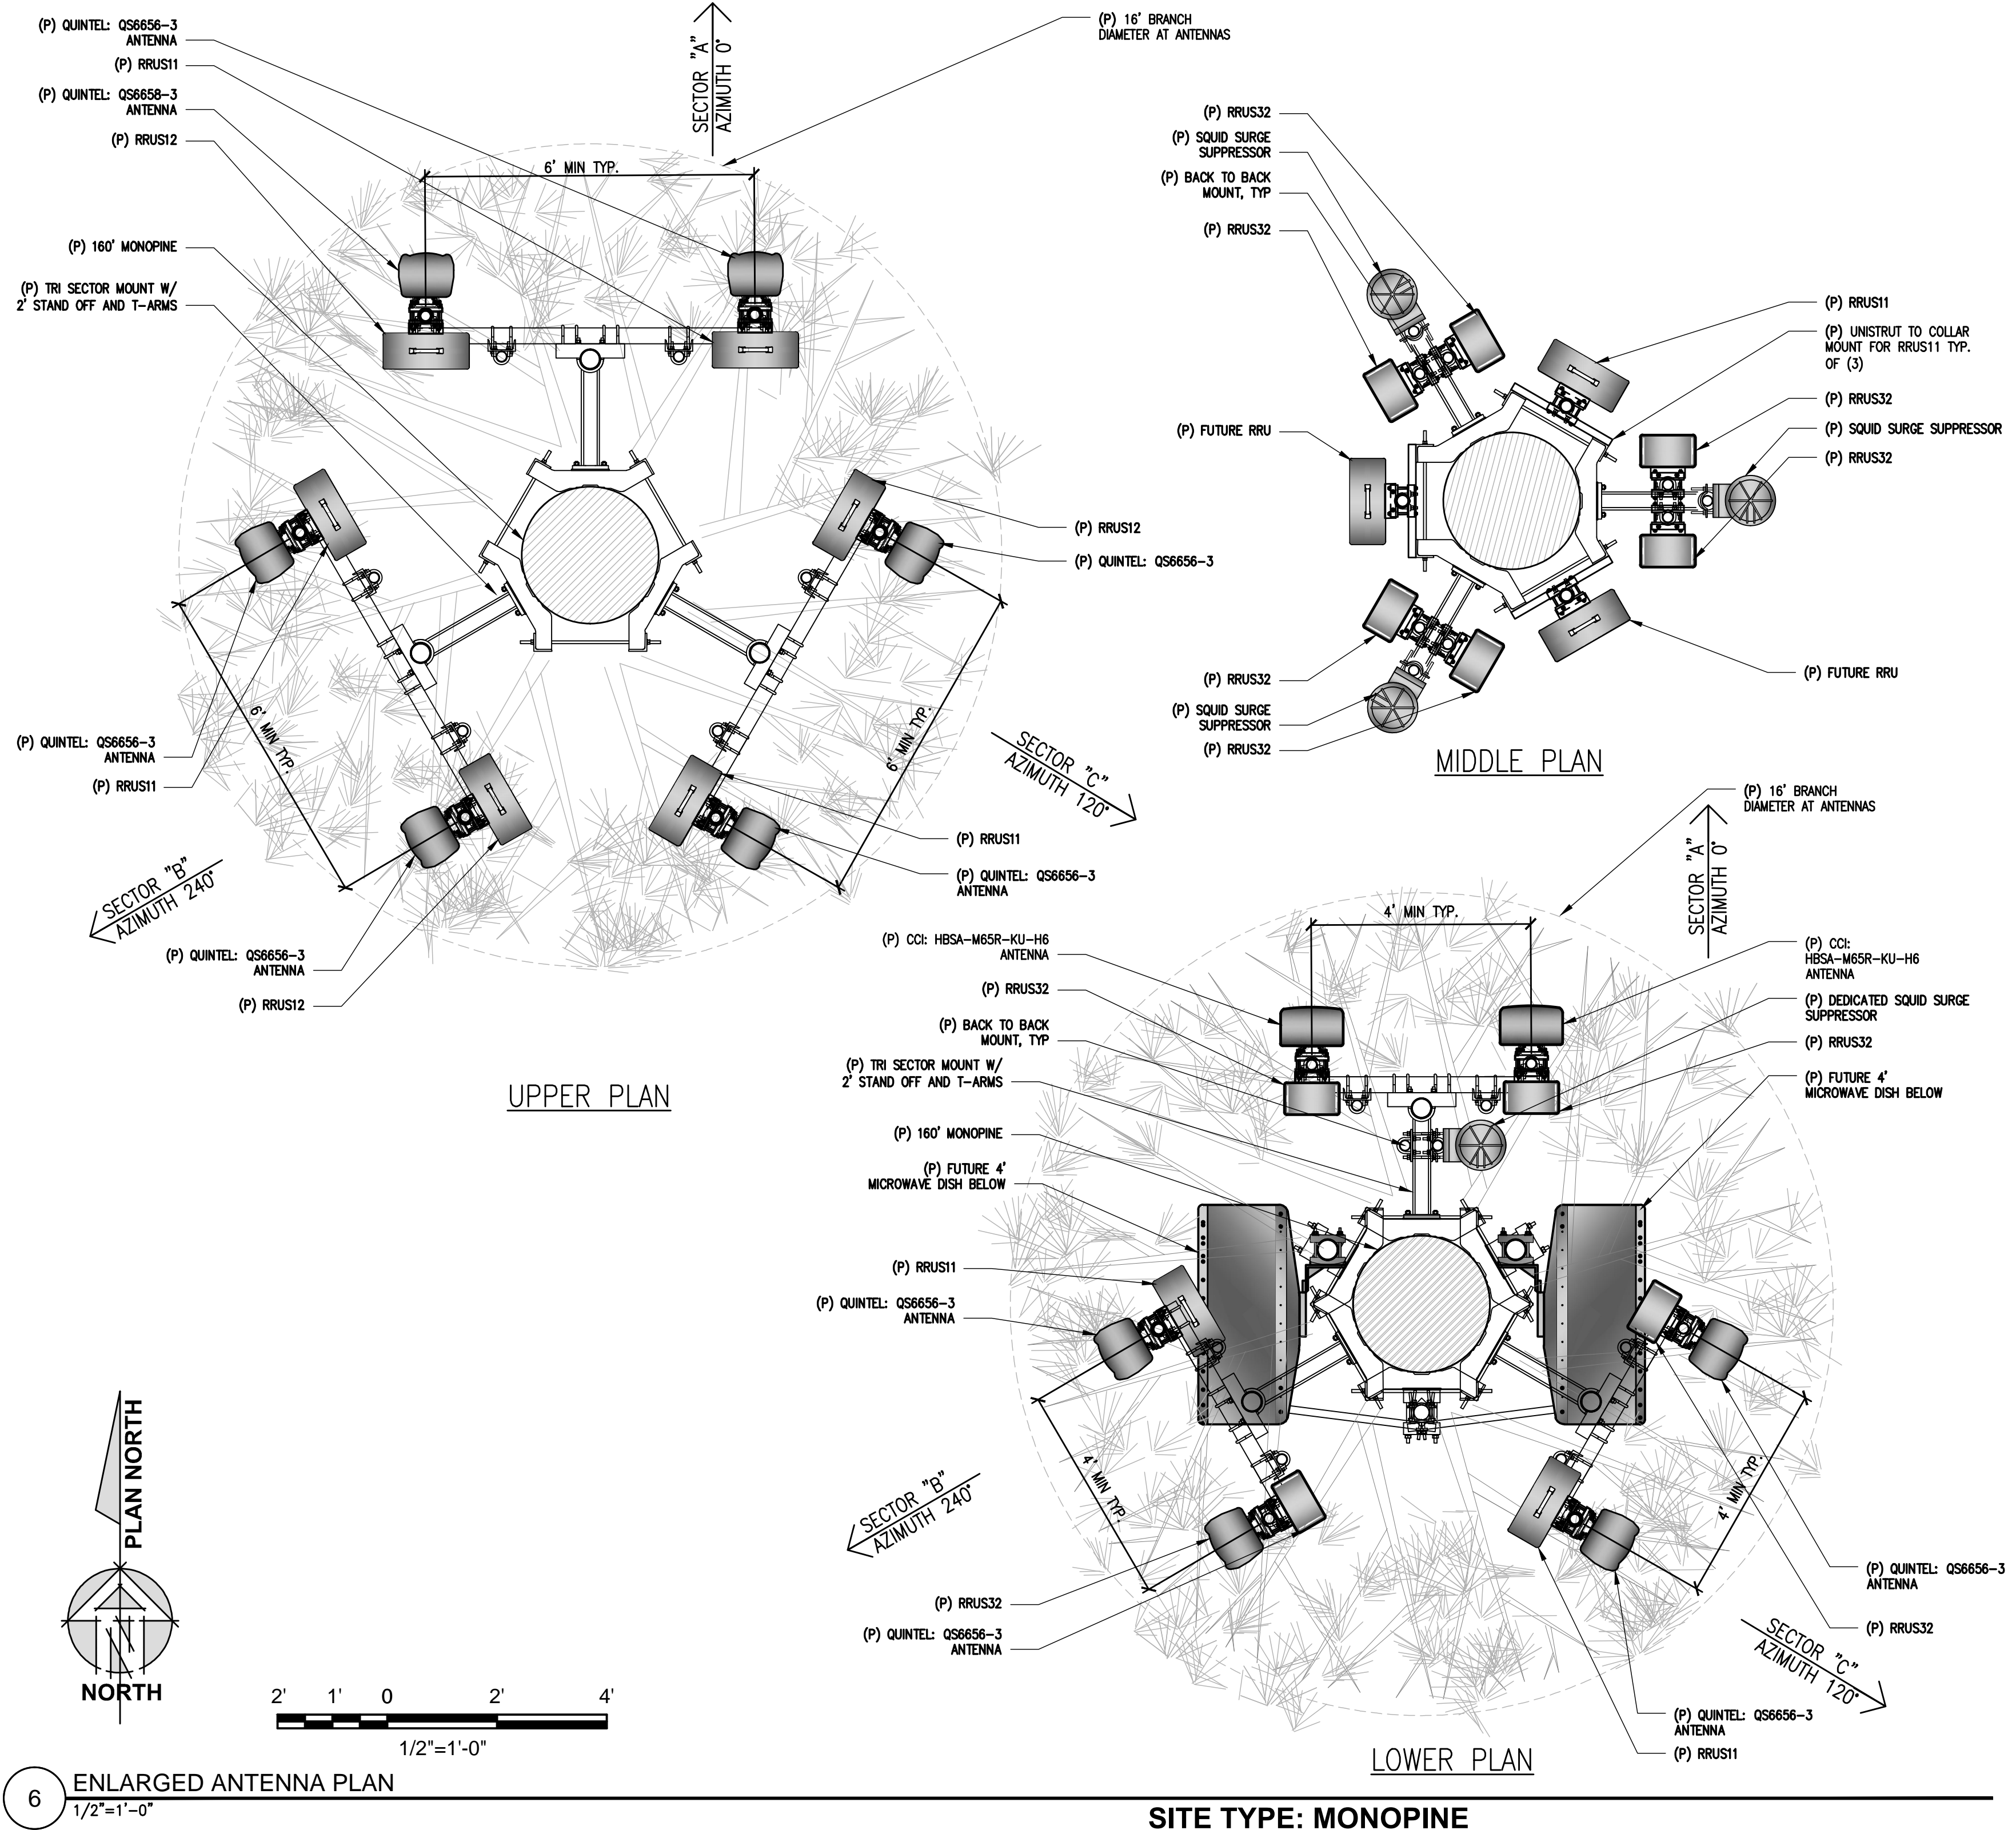 (P) QUINTEL: QS6656-3
ANTENNA
(P) RRUS11
(P) QUINTEL: QS6658-3
ANTENNA
(P) RRUS12
(P) 160' MONOPINE
(P) TRI SECTOR MOUNT W/
2' STAND OFF AND T-ARMS
(P) QUINTEL: QS6656-3
ANTENNA
(P) RRUS11
SECTOR "B"
AZIMUTH 240°
(P) QUINTEL: QS6656-3
ANTENNA
(P) RRUS12
SECTOR "A"
AZIMUTH 0°
6' MIN TYP.
6' MIN TYP.
6' MIN TYP.
(P) 16' BRANCH
DIAMETER AT ANTENNAS
(P) RRUS12
(P) QUINTEL: QS6656-3
SECTOR "C"
AZIMUTH 120°
(P) RRUS11
(P) QUINTEL: QS6656-3
ANTENNA
UPPER PLAN
(P) RRUS32
(P) SQUID SURGE
SUPPRESSOR
(P) BACK TO BACK
MOUNT, TYP
(P) RRUS32
(P) FUTURE RRU
(P) RRUS32
(P) SQUID SURGE
SUPPRESSOR
(P) RRUS32
(P) RRUS11
(P) UNISTRUT TO COLLAR
MOUNT FOR RRUS11 TYP.
OF (3)
(P) RRUS32
(P) SQUID SURGE SUPPRESSOR
(P) RRUS32
(P) FUTURE RRU
MIDDLE PLAN
(P) 16' BRANCH
DIAMETER AT ANTENNAS
SECTOR "A"
AZIMUTH 0°
4' MIN TYP.
(P) CCI: HBSA-M65R-KU-H6
ANTENNA
(P) RRUS32
(P) BACK TO BACK
MOUNT, TYP
(P) TRI SECTOR MOUNT W/
2' STAND OFF AND T-ARMS
(P) 160' MONOPINE
(P) FUTURE 4'
MICROWAVE DISH BELOW
(P) RRUS11
(P) QUINTEL: QS6656-3
ANTENNA
4' MIN TYP.
SECTOR "B"
AZIMUTH 240°
(P) RRUS32
(P) QUINTEL: QS6656-3
ANTENNA
(P) CCI:
HBSA-M65R-KU-H6
ANTENNA
(P) DEDICATED SQUID SURGE
SUPPRESSOR
(P) RRUS32
(P) FUTURE 4'
MICROWAVE DISH BELOW
4' MIN TYP.
(P) QUINTEL: QS6656-3
ANTENNA
(P) RRUS32
SECTOR "C"
AZIMUTH 120°
(P) QUINTEL: QS6656-3
ANTENNA
(P) RRUS11
LOWER PLAN
PLAN NORTH
N
NORTH
2' 1' 0 2' 4'
1/2"=1'-0"
6
ENLARGED ANTENNA PLAN
1/2"=1'-0"
SITE TYPE: MONOPINE